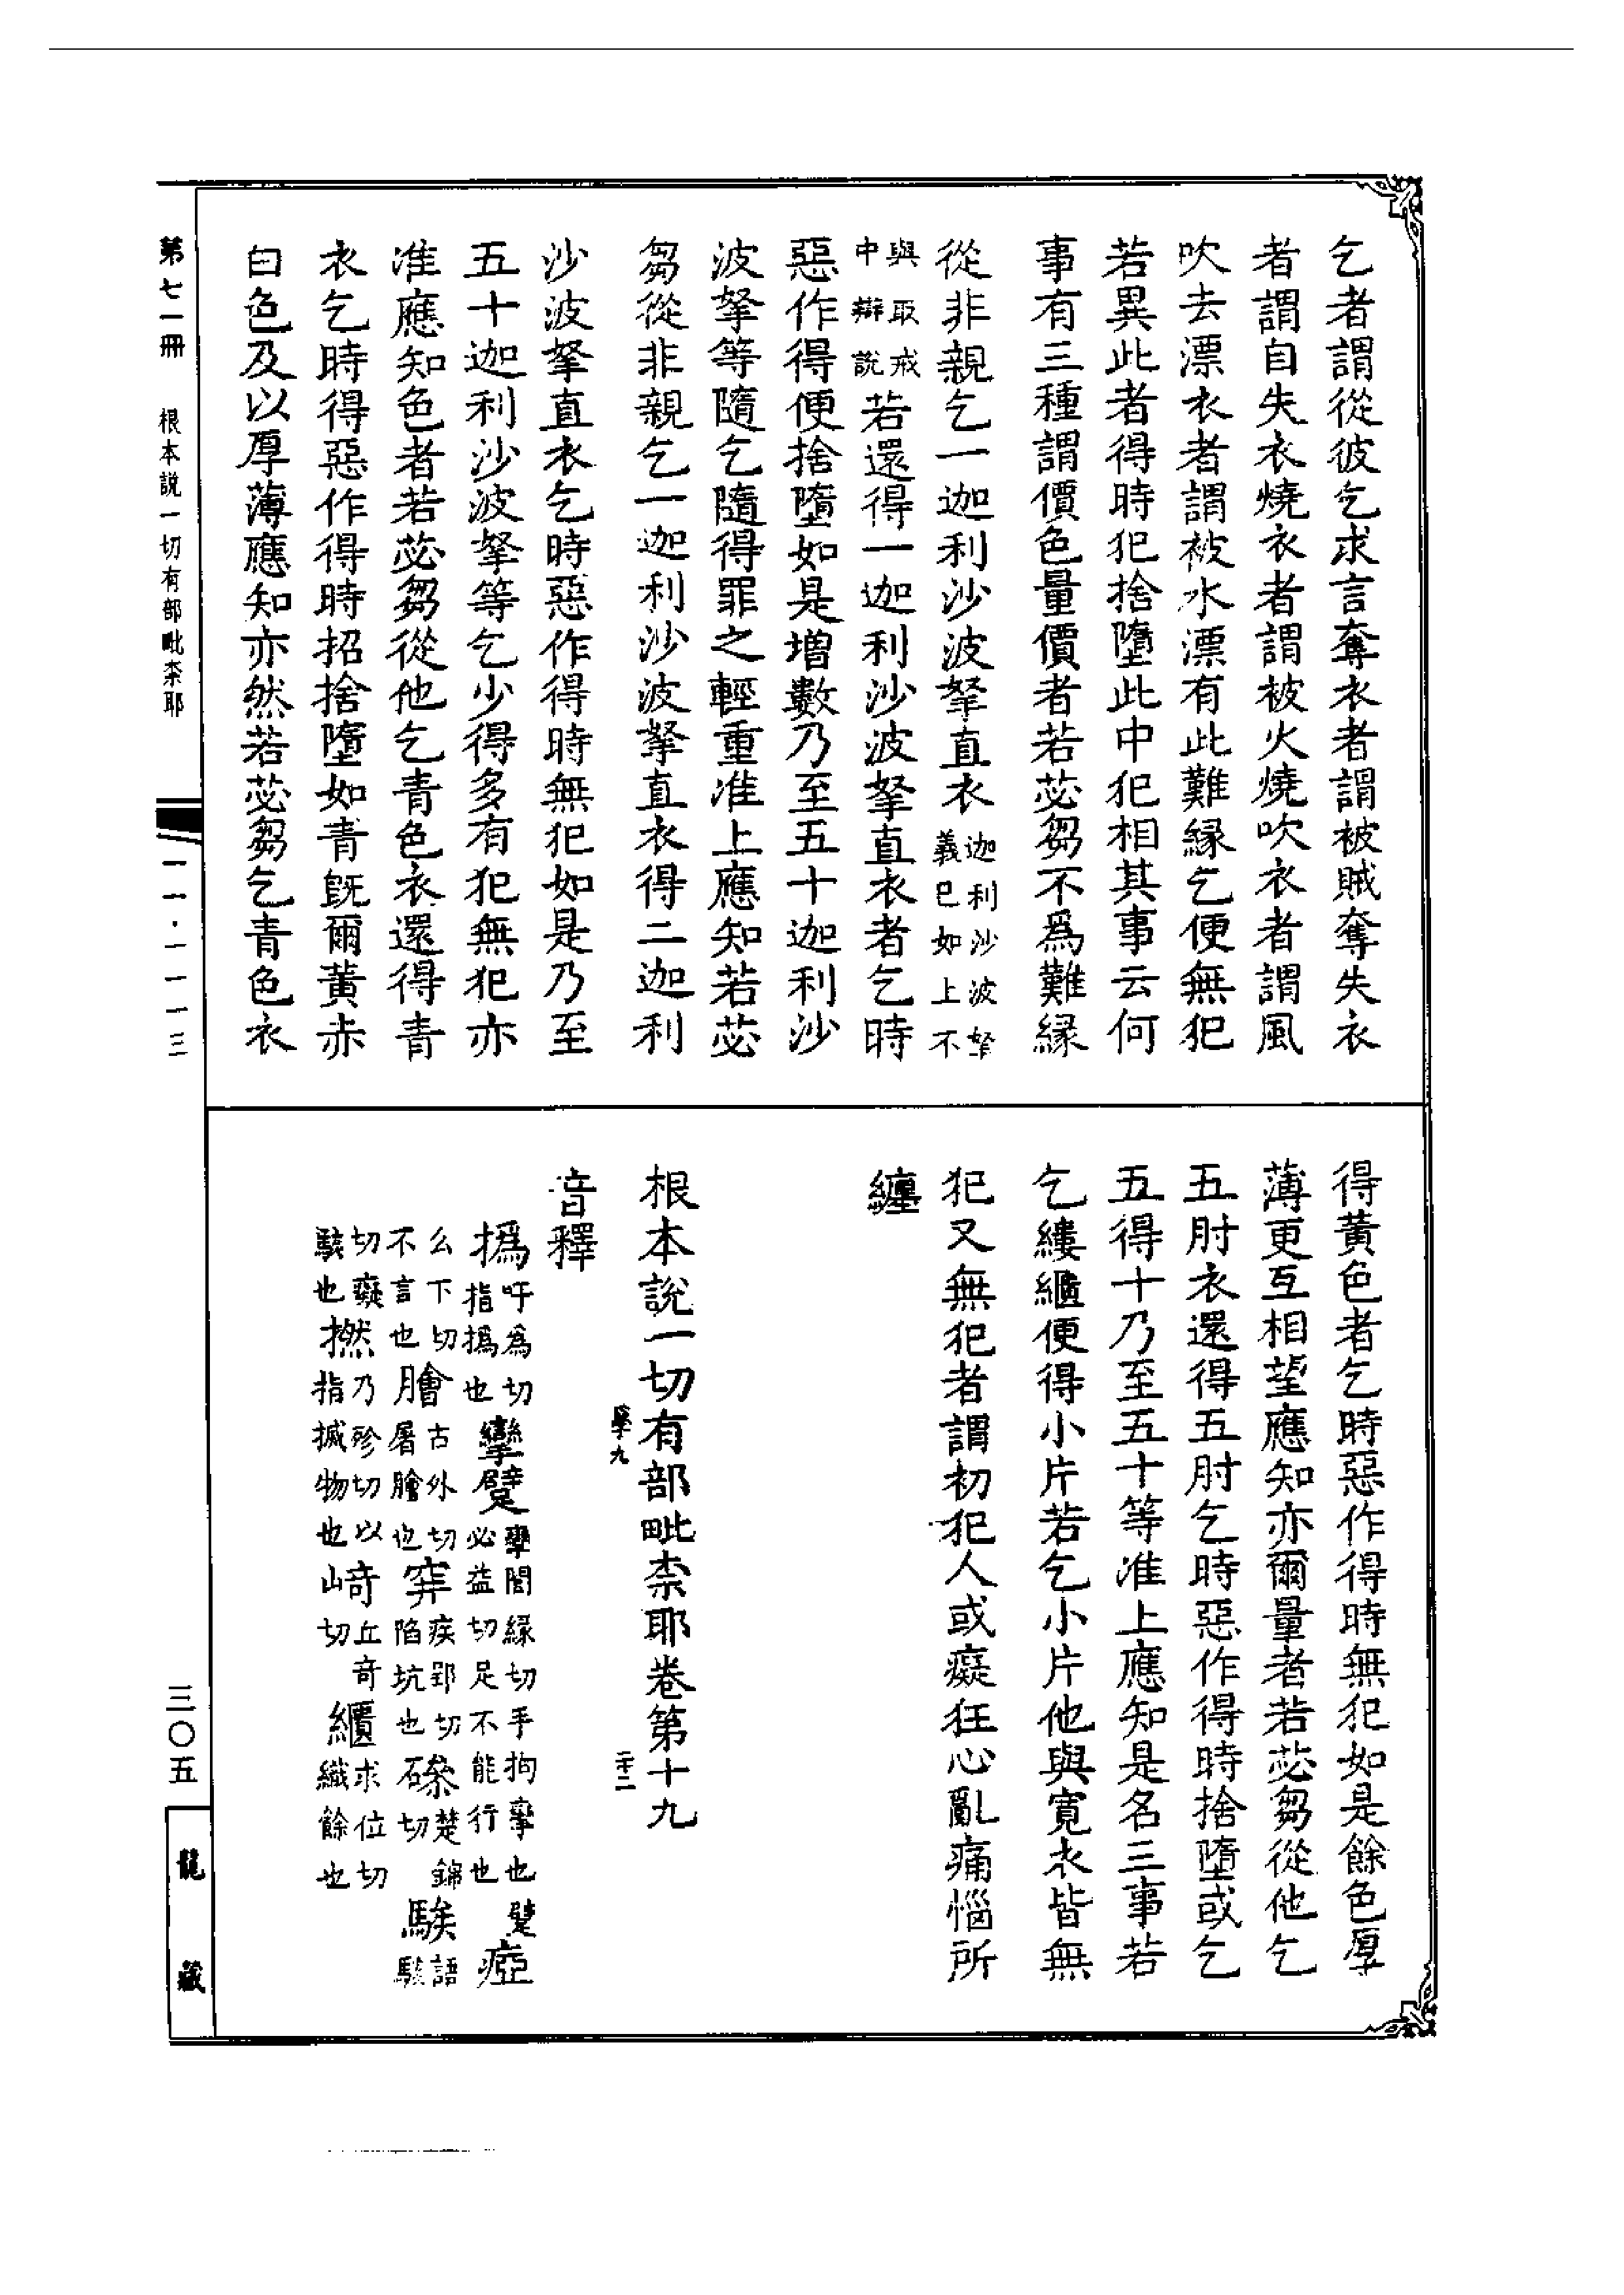 乞者謂從彼乞求言奪衣者謂被賊奪失衣
者謂自失衣燒衣者謂被火燒吹衣者謂風
吹去漂衣者謂被水漂有此難緣乞便無犯
若異此者得時犯捨墮此中犯相其事云何
事有三種謂價色量價者若苾芻不爲難緣
從非親乞一迦利沙波拏直衣迦利沙波拏義已如上不
與取戒中辯說若還得一迦利沙波拏直衣者乞時
惡作得便捨墮如是增數乃至五十迦利沙
波拏等隨乞隨得罪之輕重准上應知若苾
芻從非親乞一迦利沙波拏直衣得二迦利
沙波拏直衣乞時惡作得時無犯如是乃至
五十迦利沙波拏等乞少得多有犯無犯亦
准應知色者若苾芻從他乞青色衣還得青
衣乞時得惡作得時招捨墮如青既爾黃赤
白色及以厚薄應知亦然若苾芻乞青色衣
得黃色者乞時惡作得時無犯如是餘色厚
薄更互相望應知亦爾量者若苾芻從他乞
五肘衣還得五肘乞時惡作得時捨墮或乞
五得十乃至五十等准上應知是名三事若
乞縷繼便得小片若乞小片他與寬衣皆無
犯又無犯者謂初犯人或癡狂心亂痛惱所
纏
根本說一切有部毗柰耶卷第十九
學九
音釋
撝吁爲切指撝也攣躄攣閭緣切手拘攣也躄必益切足不能行也瘂
么下切不言也膾古外切屠膾也穽疾郢切陷坑也磣楚錦切騃語駭
切癡騃也撚乃殄切以指搣物也崎丘奇切繢求位切織餘也
第七一冊　根本說一切有部毗柰耶
一一·一一一三
三〇五
龍藏